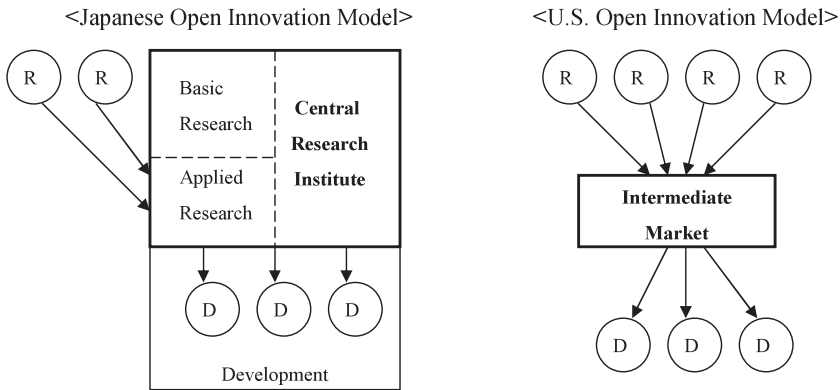 <Japanese Open Innovation Model>
R
R
Basic
Research
Central
Research
Institute
Applied
Research
D
D
D
Development
<U.S. Open Innovation Model>
R
R
R
R
Intermediate
Market
D
D
D